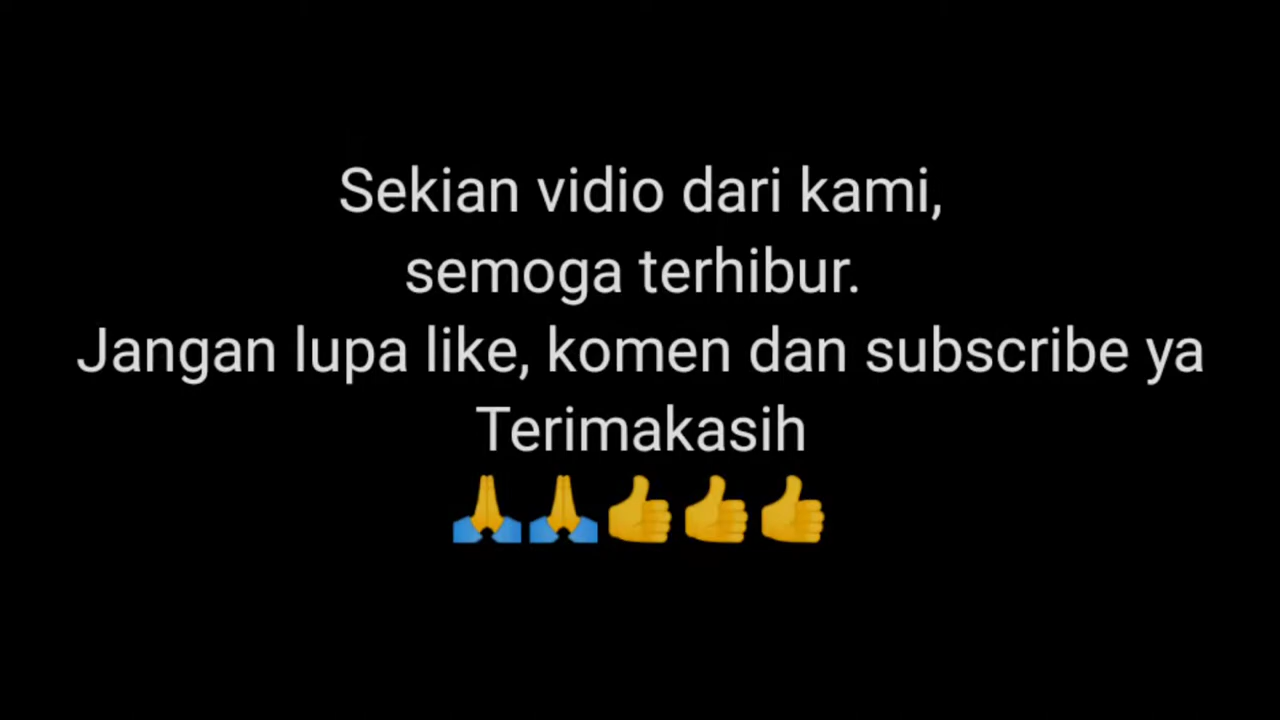 Sekian vidio dari kami,
semoga terhibur.
Jangan lupa like, komen dan subscribe ya
Terimakasih
🙏🙏👍👍👍